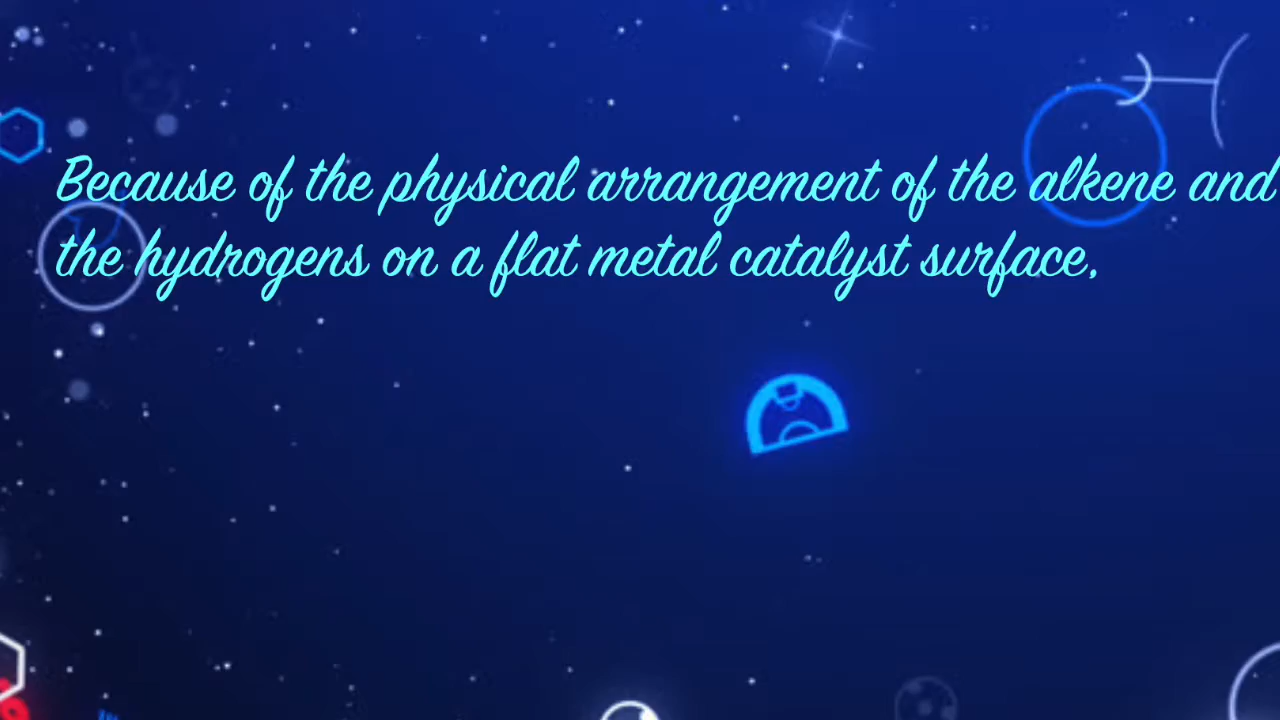 Because of the physical arrangement of the alkene and
the hydrogens on a flat metal catalyst surface,